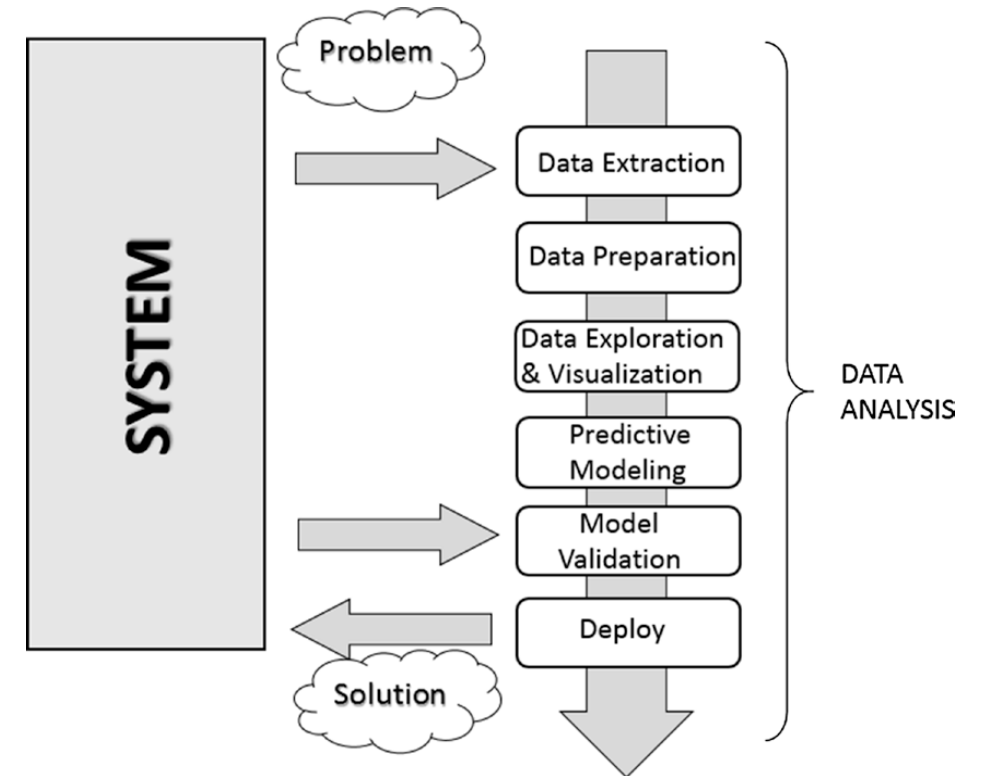 Problem
SYSTEM
Data Extraction
Data Preparation
Data Exploration
& Visualization
Predictive
Modeling
Model
Validation
Deploy
Solution
DATA
ANALYSIS